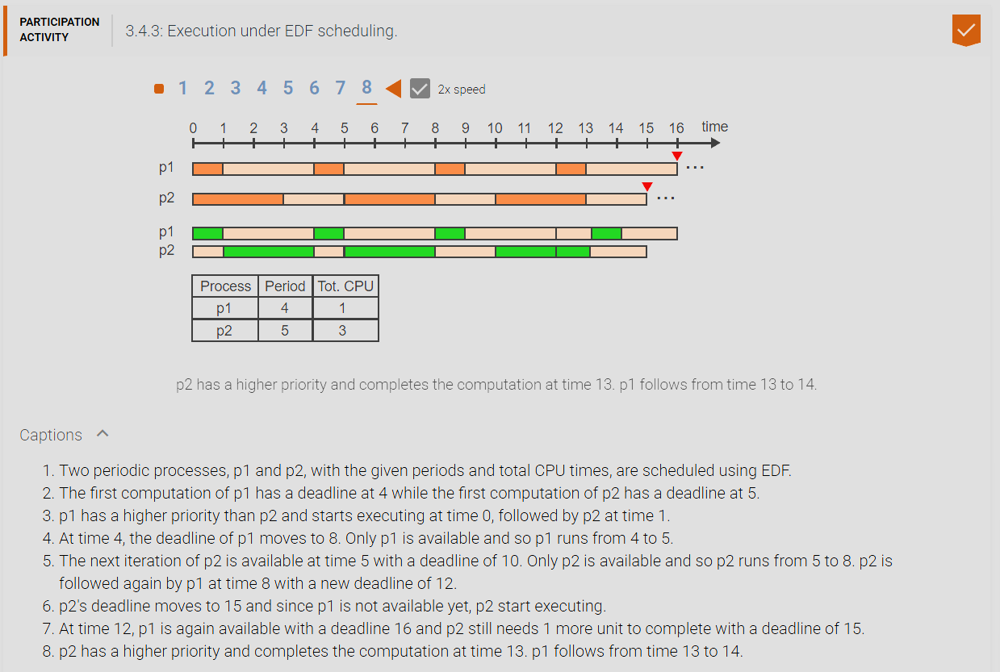 PARTICIPATION
ACTIVITY
3.4.3: Execution under EDF scheduling.
1 2 3 4 5 6 7 8 2x speed
0 1 2 3 4 5 6 7 8 9 10 11 12 13 14 15 16 time
p1 ...
p2 ...
p1
p2
Process Period Tot. CPU
p1 4 1
p2 5 3
p2 has a higher priority and completes the computation at time 13. p1 follows from time 13 to 14.
Captions
1. Two periodic processes, p1 and p2, with the given periods and total CPU times, are scheduled using EDF.
2. The first computation of p1 has a deadline at 4 while the first computation of p2 has a deadline at 5.
3. p1 has a higher priority than p2 and starts executing at time 0, followed by p2 at time 1.
4. At time 4, the deadline of p1 moves to 8. Only p1 is available and so p1 runs from 4 to 5.
5. The next iteration of p2 is available at time 5 with a deadline of 10. Only p2 is available and so p2 runs from 5 to 8. p2 is
followed again by p1 at time 8 with a new deadline of 12.
6. p2's deadline moves to 15 and since p1 is not available yet, p2 start executing.
7. At time 12, p1 is again available with a deadline 16 and p2 still needs 1 more unit to complete with a deadline of 15.
8. p2 has a higher priority and completes the computation at time 13. p1 follows from time 13 to 14.